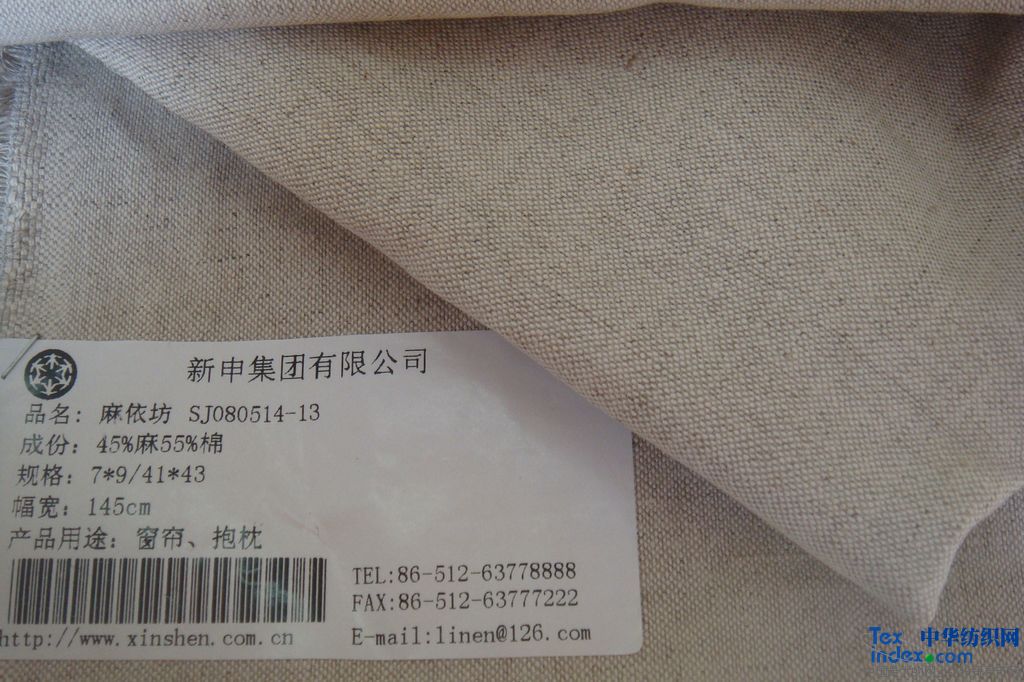 新申集团有限公司
品名: 麻依坊 SJ080514-13
成份: 45%麻55%棉
规格: 7*9/41*43
幅宽: 145cm
产品用途: 窗帘、抱枕
TEL:86-512-63778888
FAX:86-512-63777222
http://www.xinshen.com.cn E-mail:linen@126.com
Tex 中华纺织网
index.com